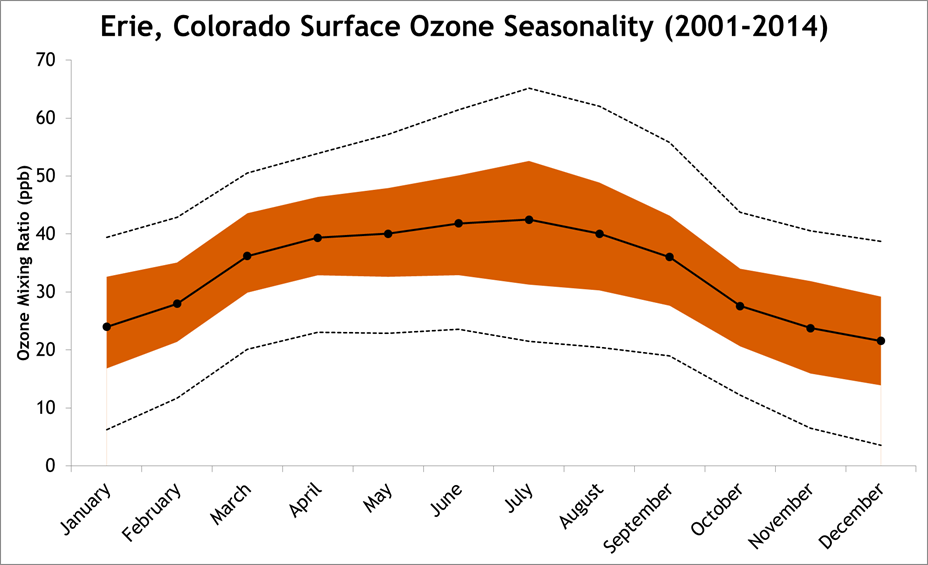 Erie, Colorado Surface Ozone Seasonality (2001-2014)
70
60
50
40
30
20
10
0
Ozone Mixing Ratio (ppb)
January
February
March
April
May
June
July
August
September
October
November
December